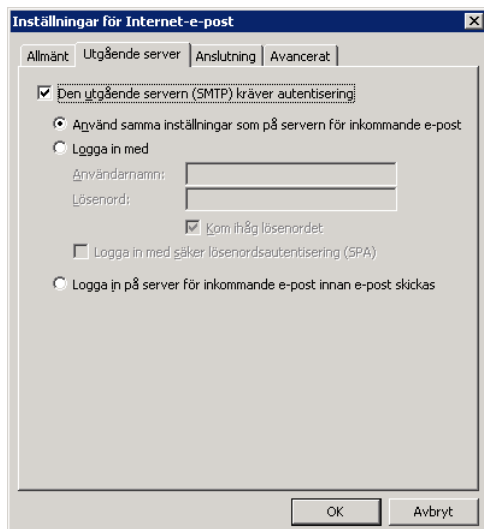 Inställningar för Internet-e-post
Allmänt Utgående server Anslutning Avancerat
Den utgående servern (SMTP) kräver autentisering
Använd samma inställningar som på servern för inkommande e-post
Logga in med
Användarnamn:
Lösenord:
Kom ihåg lösenordet
Logga in med säker lösenordsautentisering (SPA)
Logga in på server för inkommande e-post innan e-post skickas
OK Avbryt